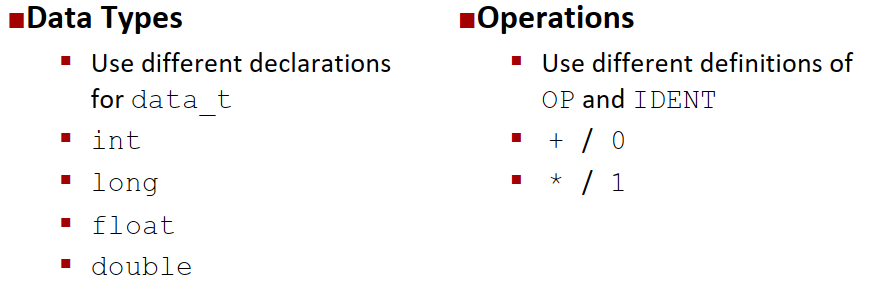 Data Types
Use different declarations
for data_t
int
long
float
double
Operations
Use different definitions of
OP and IDENT
+ / 0
* / 1